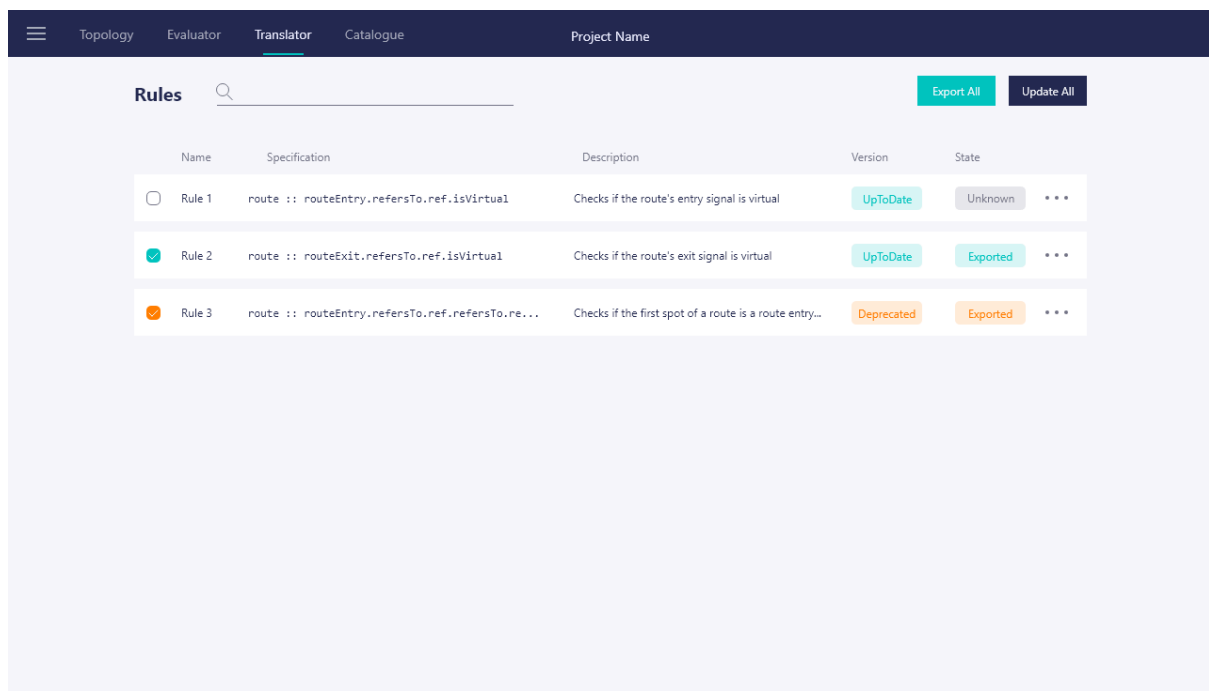 Topology Evaluator Translator Catalogue Project Name
Rules Export All Update All
Name Specification Description Version State
Rule 1 route :: routeEntry.refersTo.ref.isVirtual Checks if the route's entry signal is virtual UpToDate Unknown
Rule 2 route :: routeExit.refersTo.ref.isVirtual Checks if the route's exit signal is virtual UpToDate Exported
Rule 3 route :: routeEntry.refersTo.ref.refersTo.re... Checks if the first spot of a route is a route entry... Deprecated Exported